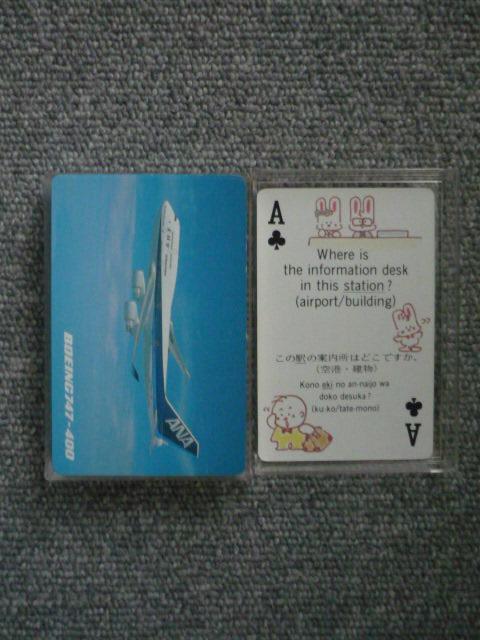 BOEING 747-400
ANA
A
Where is
the information desk
in this station?
(airport/building)
この駅の案内所はどこですか。
(空港・建物)
Kono eki no an-naijo wa
doko desuka?
(ku-ko/tate-mono)
A